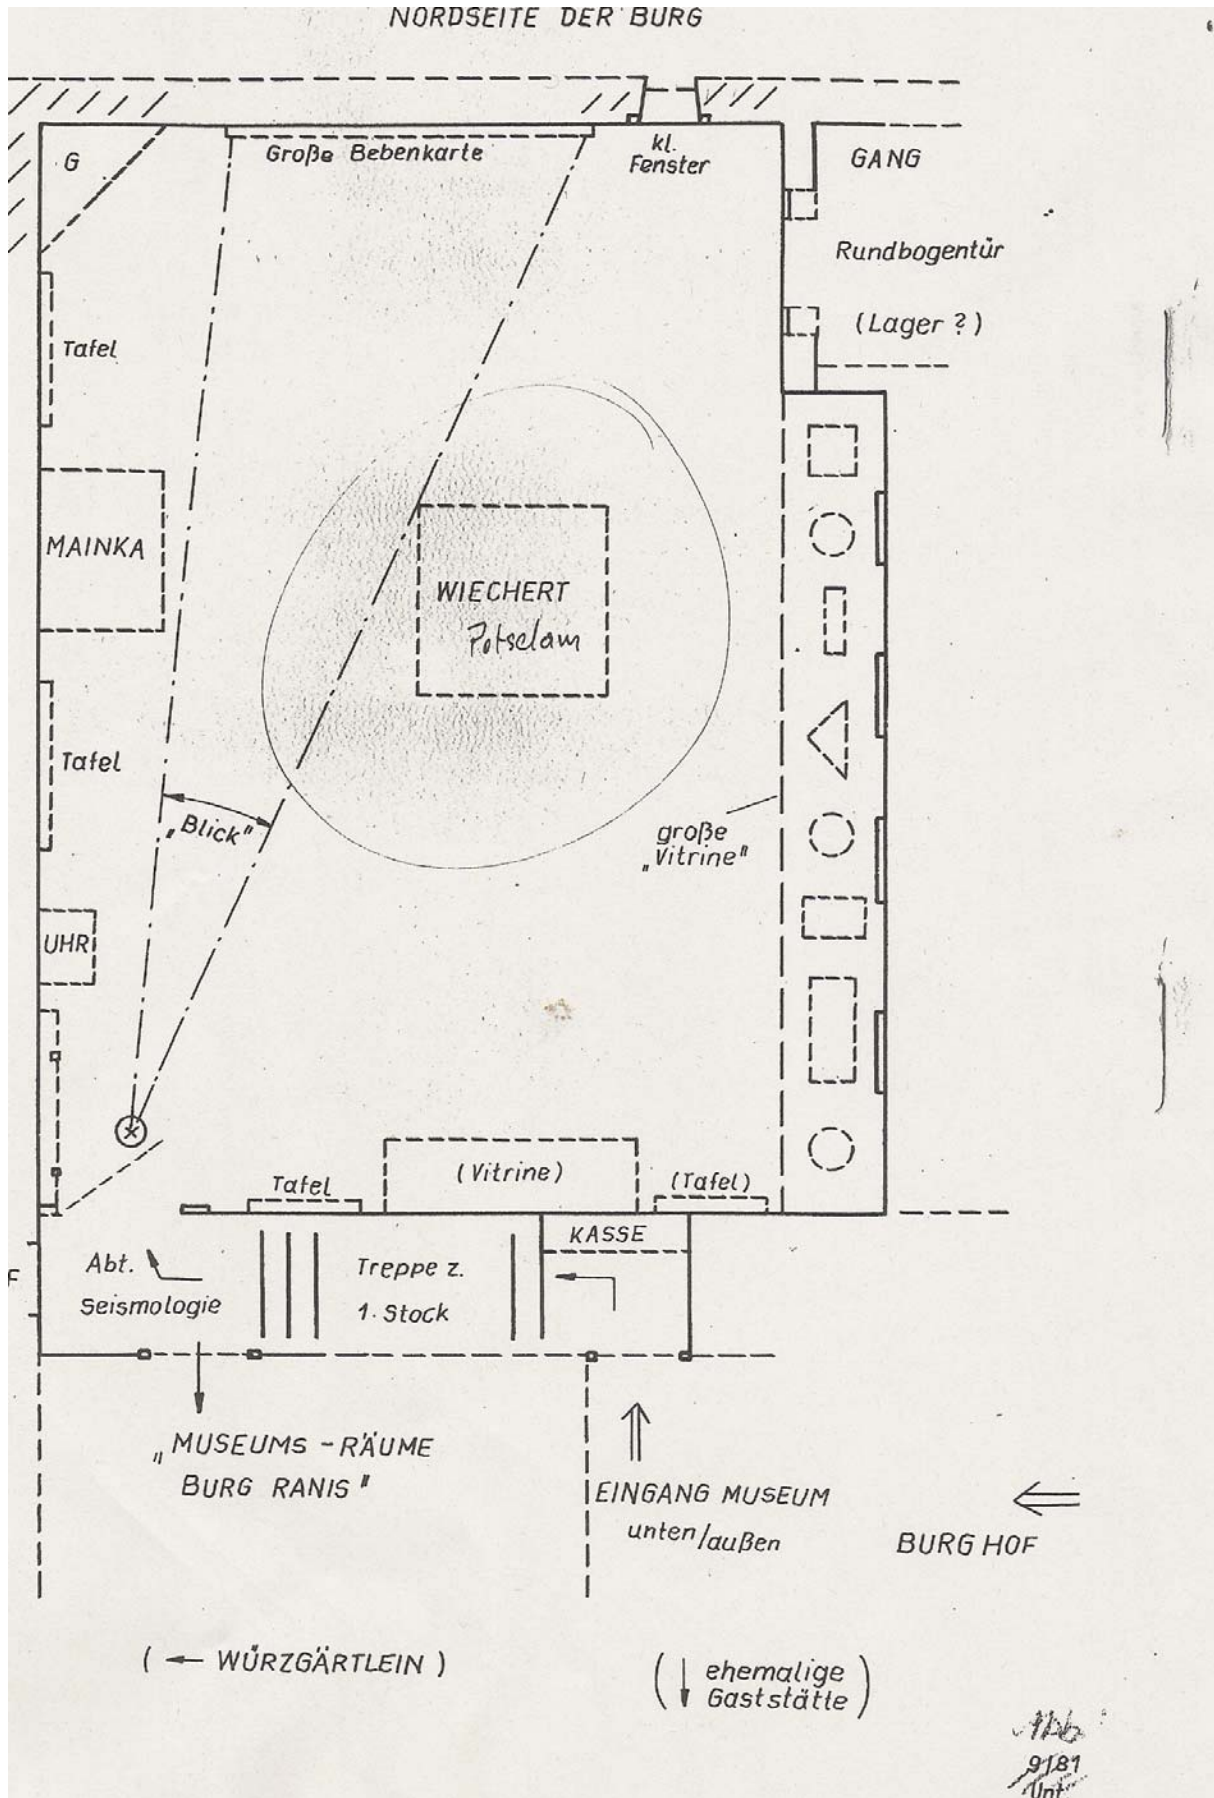 NORDSEITE DER BURG
G
Große Bebenkarte
kl.
Fenster
GANG
Rundbogentür
(Lager ?)
Tafel
MAINKA
WIECHERT
Potsdam
Tafel
„Blick"
große
„Vitrine"
UHR
Tafel
(Vitrine)
(Tafel)
KASSE
F
Abt.
Seismologie
Treppe z.
1. Stock
„MUSEUMS - RÄUME
BURG RANIS"
EINGANG MUSEUM
unten/außen
BURG HOF
( ← WÜRZGÄRTLEIN )
( ↓ ehemalige
Gaststätte )
9/81